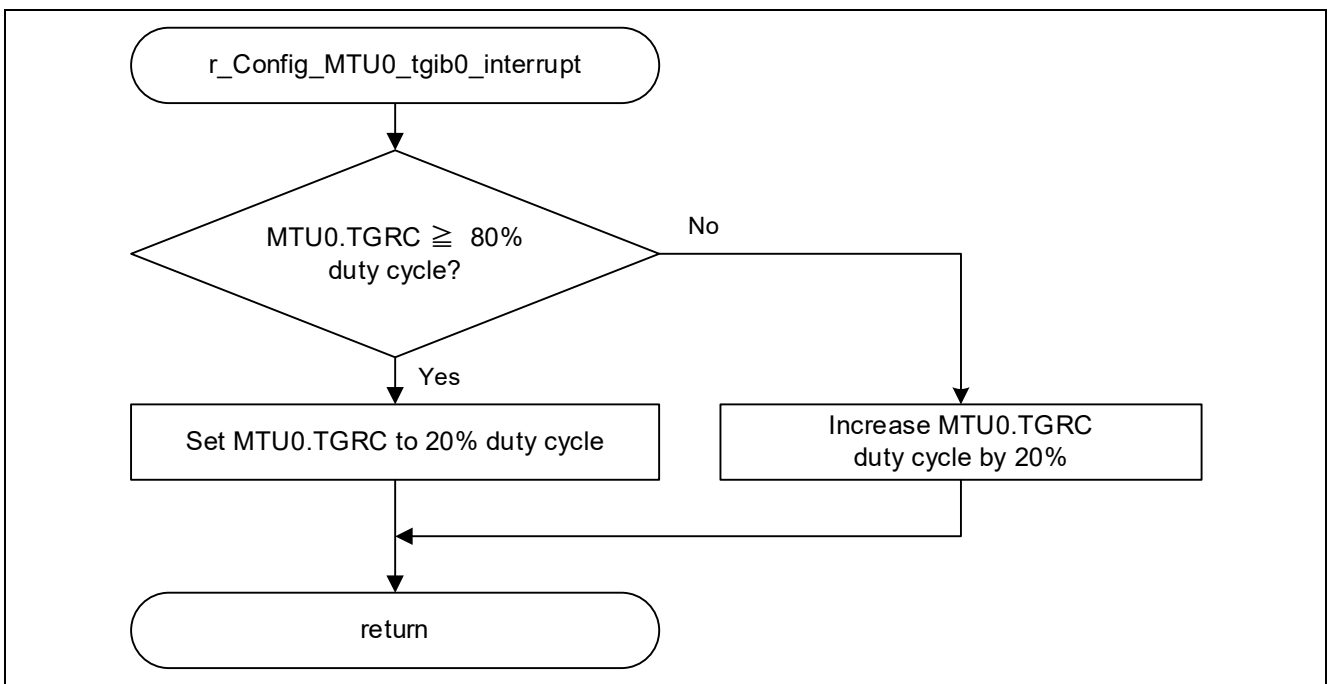 r_Config_MTU0_tgib0_interrupt
MTU0.TGRC ≧ 80%
duty cycle?
No
Yes
Set MTU0.TGRC to 20% duty cycle
Increase MTU0.TGRC
duty cycle by 20%
return